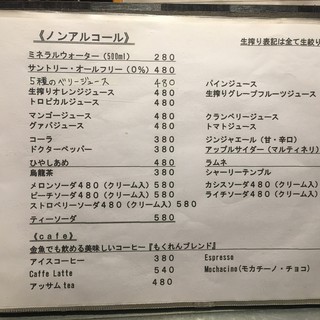 《ノンアルコール》
生搾り表記は全て生絞り
ミネラルウォーター(500ml) 280
サントリー・オールフリー(0%) 480
5種のベリージュース 480
パインジュース
生搾りオレンジジュース 480
生搾りグレープフルーツジュース
トロピカルジュース 480
マンゴージュース 480
クランベリージュース
グァバジュース 480
トマトジュース
コーラ 380
ジンジャエール(甘・辛口)
ドクターペッパー 380
アップルサイダー(マルティネリ)
ひやしあめ 480
ラムネ
烏龍茶 380
シャーリーテンプル
メロンソーダ480(クリーム入) 580
カシスソーダ480(クリーム入)
ピーチソーダ480(クリーム入) 580
ライチソーダ480(クリーム入)
ストロベリーソーダ480(クリーム入) 580
ティーソーダ 580
《cafe》
金魚でも飲める美味しいコーヒー『もくれんブレンド』
アイスコーヒー 380
Espresso
Caffe Latte 540
Mochacino(モカチーノ・チョコ)
アッサムtea 480